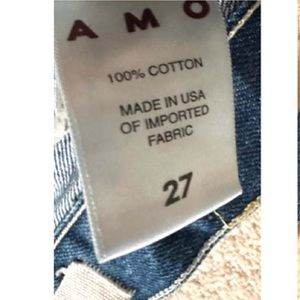 AMO
100% COTTON
MADE IN USA
OF IMPORTED
FABRIC
27